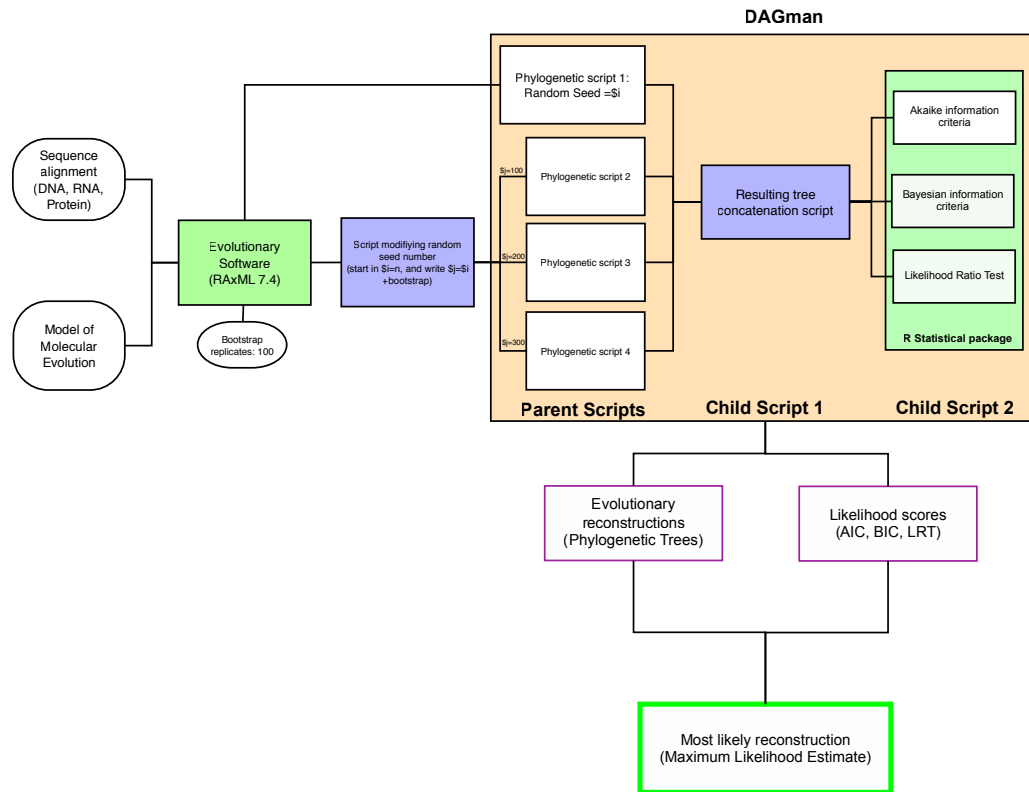 DAGman
Phylogenetic script 1:
Random Seed =$i
Sequence
alignment
(DNA, RNA,
Protein)
Model of
Molecular
Evolution
Evolutionary
Software
(RAxML 7.4)
Bootstrap
replicates: 100
Script modifiying random
seed number
(start in $i=n, and write $j=$i
+bootstrap)
$j=100
Phylogenetic script 2
$j=200
Phylogenetic script 3
$j=300
Phylogenetic script 4
Resulting tree
concatenation script
Akaike information
criteria
Bayesian information
criteria
Likelihood Ratio Test
R Statistical package
Parent Scripts
Child Script 1
Child Script 2
Evolutionary
reconstructions
(Phylogenetic Trees)
Likelihood scores
(AIC, BIC, LRT)
Most likely reconstruction
(Maximum Likelihood Estimate)